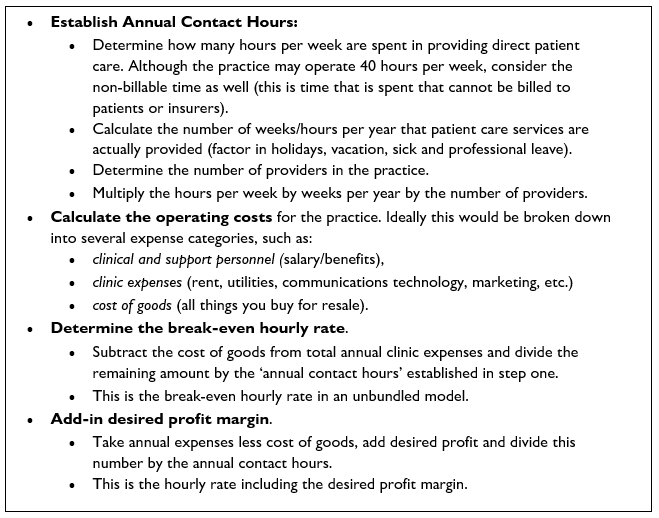 • Establish Annual Contact Hours:
• Determine how many hours per week are spent in providing direct patient
care. Although the practice may operate 40 hours per week, consider the
non-billable time as well (this is time that is spent that cannot be billed to
patients or insurers).
• Calculate the number of weeks/hours per year that patient care services are
actually provided (factor in holidays, vacation, sick and professional leave).
• Determine the number of providers in the practice.
• Multiply the hours per week by weeks per year by the number of providers.
• Calculate the operating costs for the practice. Ideally this would be broken down
into several expense categories, such as:
• clinical and support personnel (salary/benefits),
• clinic expenses (rent, utilities, communications technology, marketing, etc.)
• cost of goods (all things you buy for resale).
• Determine the break-even hourly rate.
• Subtract the cost of goods from total annual clinic expenses and divide the
remaining amount by the ‘annual contact hours’ established in step one.
• This is the break-even hourly rate in an unbundled model.
• Add-in desired profit margin.
• Take annual expenses less cost of goods, add desired profit and divide this
number by the annual contact hours.
• This is the hourly rate including the desired profit margin.